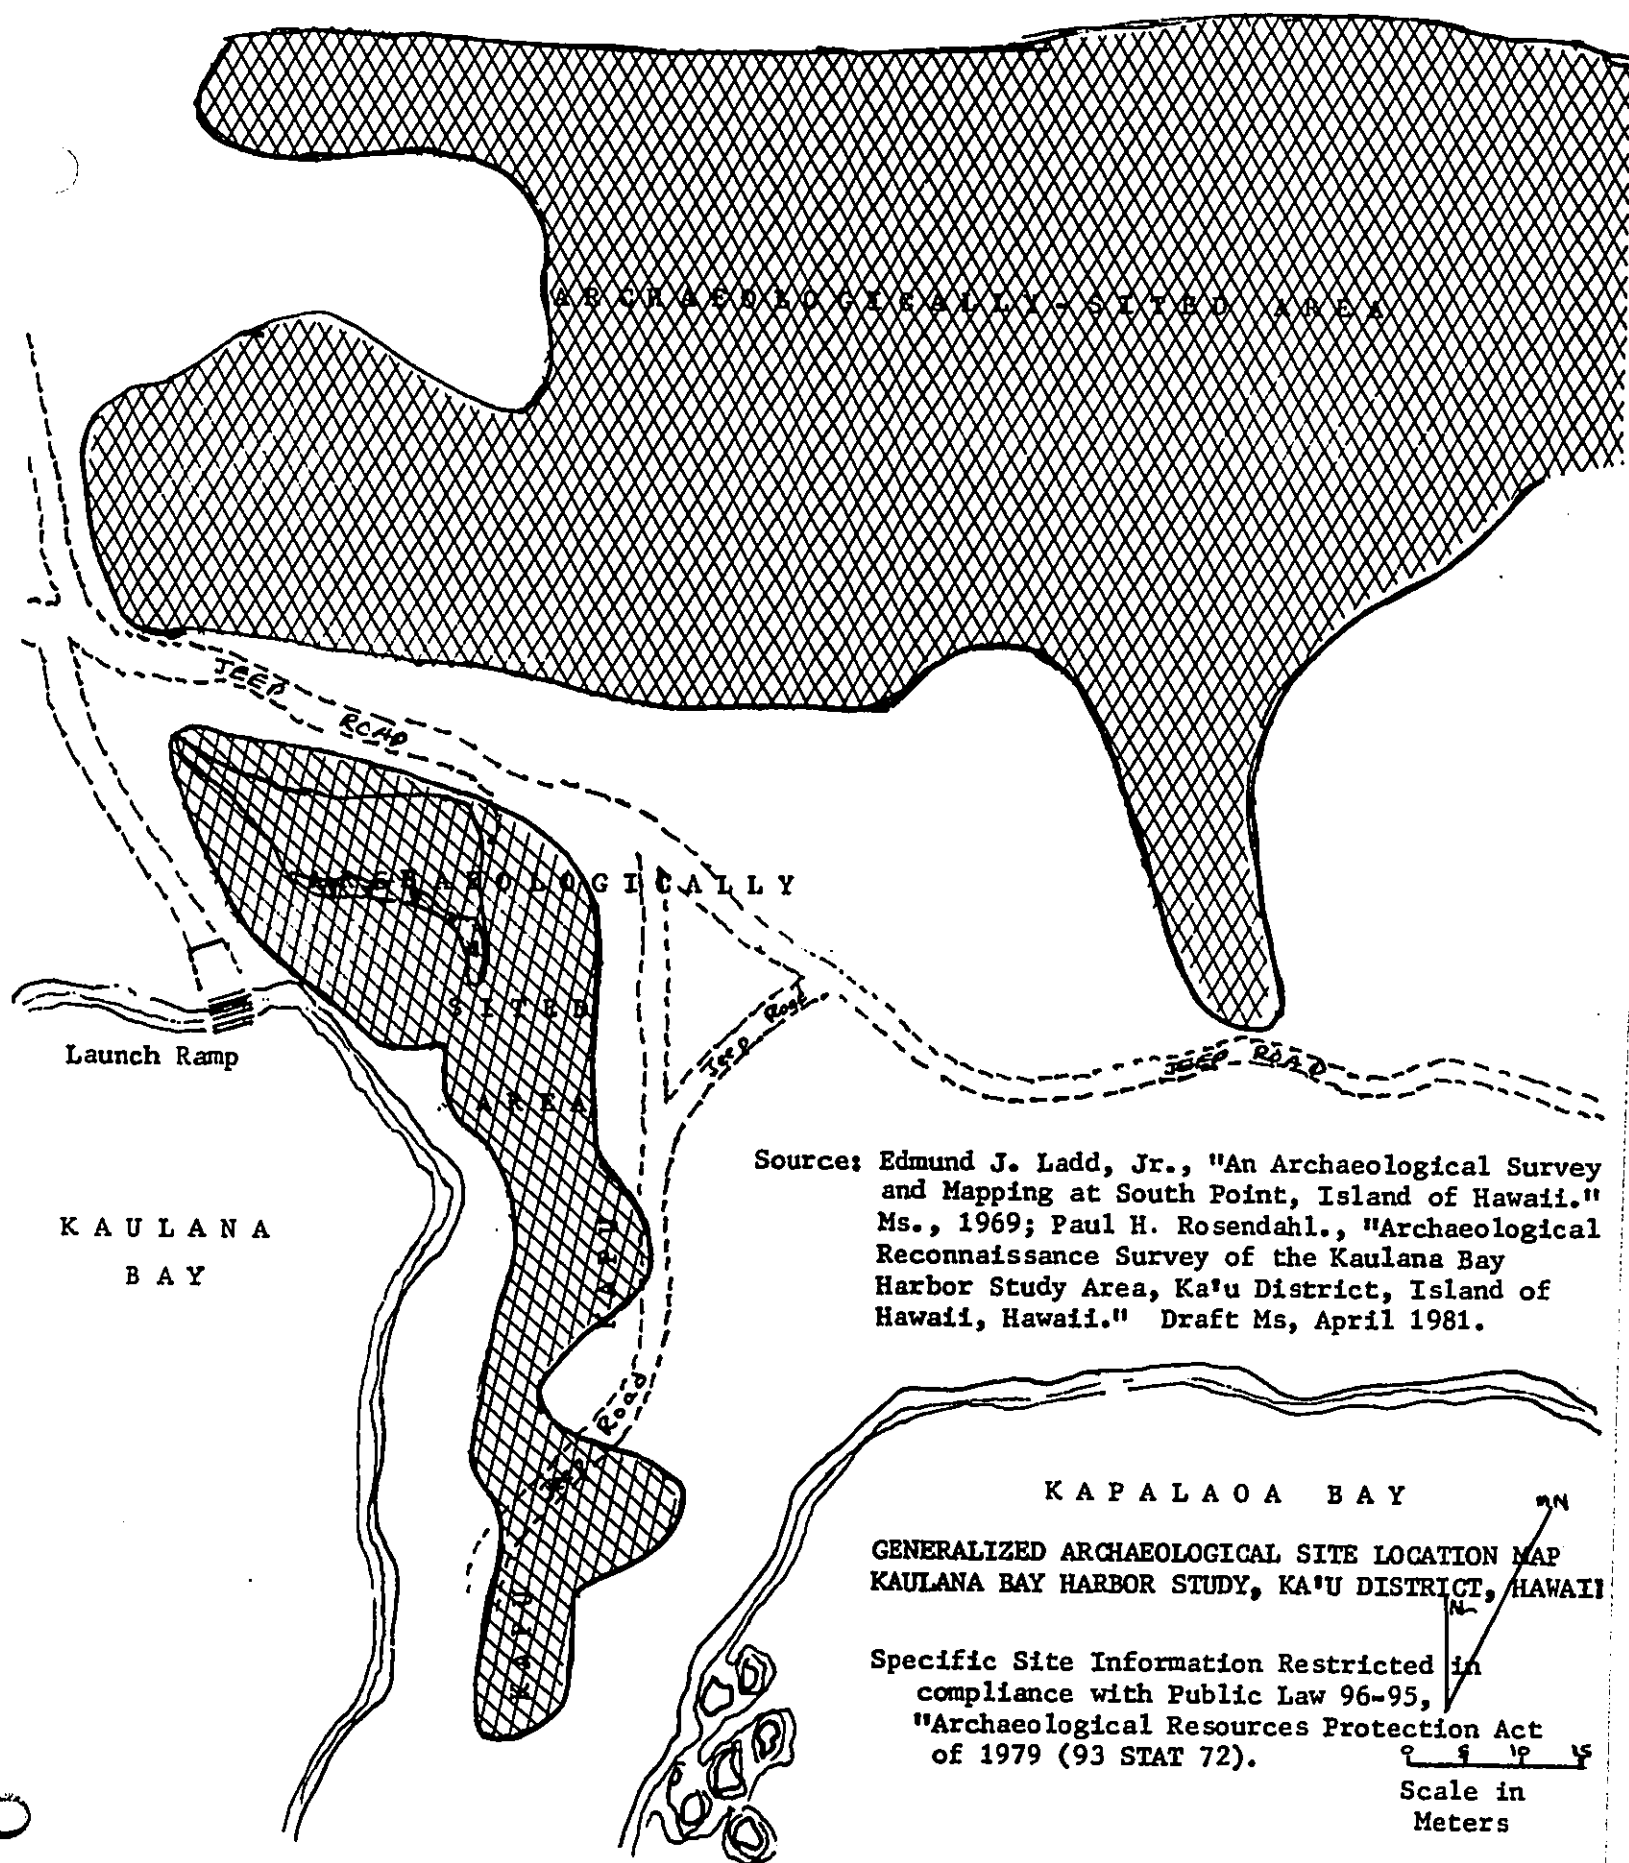 ARCHAEOLOGICALLY-SITED AREA
JEEP
ROAD
ARCHAEOLOGICALLY
SITED
AREA
Jeep Road
JEEP ROAD
Launch Ramp
Source: Edmund J. Ladd, Jr., "An Archaeological Survey
and Mapping at South Point, Island of Hawaii."
Ms., 1969; Paul H. Rosendahl., "Archaeological
Reconnaissance Survey of the Kaulana Bay
Harbor Study Area, Ka'u District, Island of
Hawaii, Hawaii." Draft Ms, April 1981.
KAULANA
BAY
Jeep Road
KAPALAOA BAY
mN
GENERALIZED ARCHAEOLOGICAL SITE LOCATION MAP
KAULANA BAY HARBOR STUDY, KA'U DISTRICT, HAWAII
N
Specific Site Information Restricted in
compliance with Public Law 96-95,
"Archaeological Resources Protection Act
of 1979 (93 STAT 72).
0 5 10 15
Scale in
Meters